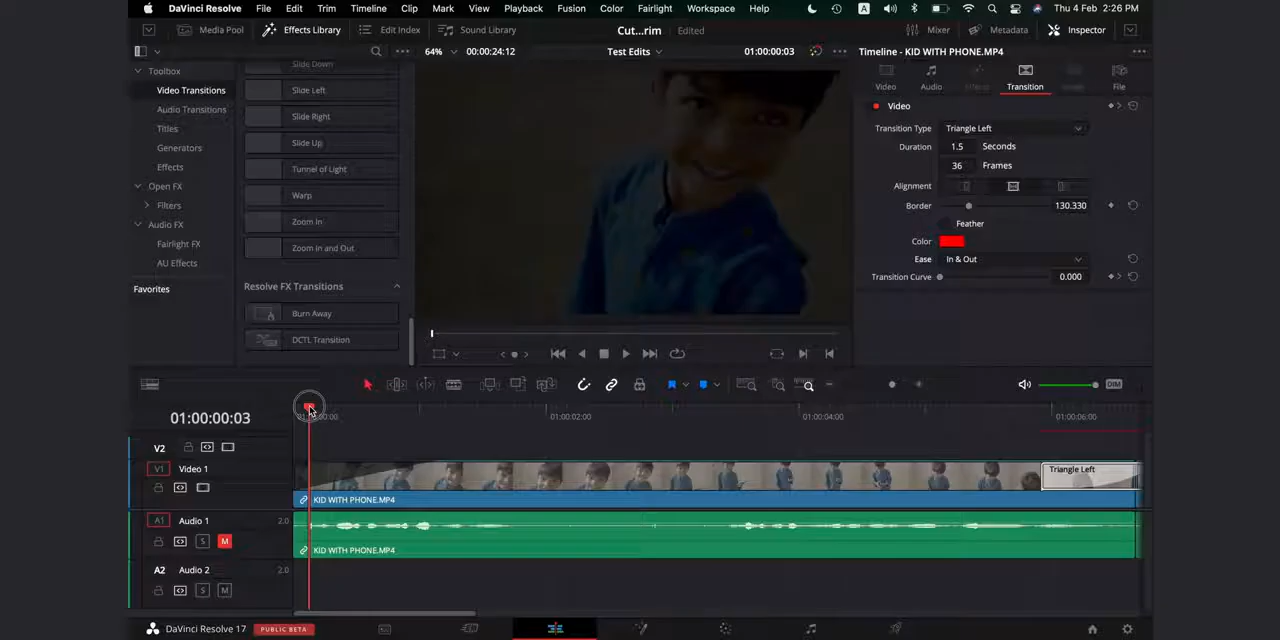 DaVinci Resolve File Edit Trim Timeline Clip Mark View Playback Fusion Color Fairlight Workspace Help A Thu 4 Feb 2:26 PM
Media Pool Effects Library Edit Index Sound Library Cut...rim Edited Mixer Metadata Inspector
64% 00:00:24:12 Test Edits 01:00:00:03 Timeline - KID WITH PHONE.MP4
Toolbox
Video Transitions
Audio Transitions
Titles
Generators
Effects
Open FX
Filters
Audio FX
Fairlight FX
AU Effects
Favorites
Slide Down
Slide Left
Slide Right
Slide Up
Tunnel of Light
Warp
Zoom In
Zoom In and Out
Resolve FX Transitions
Burn Away
DCTL Transition
Video Audio Effects Transition File
Video
Transition Type Triangle Left
Duration 1.5 Seconds
36 Frames
Alignment
Border 130.330
Feather
Color
Ease In & Out
Transition Curve 0.000
DIM
01:00:00:03 01:00:02:00 01:00:04:00 01:00:06:00
V2
V1 Video 1 Triangle Left
KID WITH PHONE.MP4
A1 Audio 1 2.0
S M
KID WITH PHONE.MP4
A2 Audio 2 2.0
S M
DaVinci Resolve 17 PUBLIC BETA